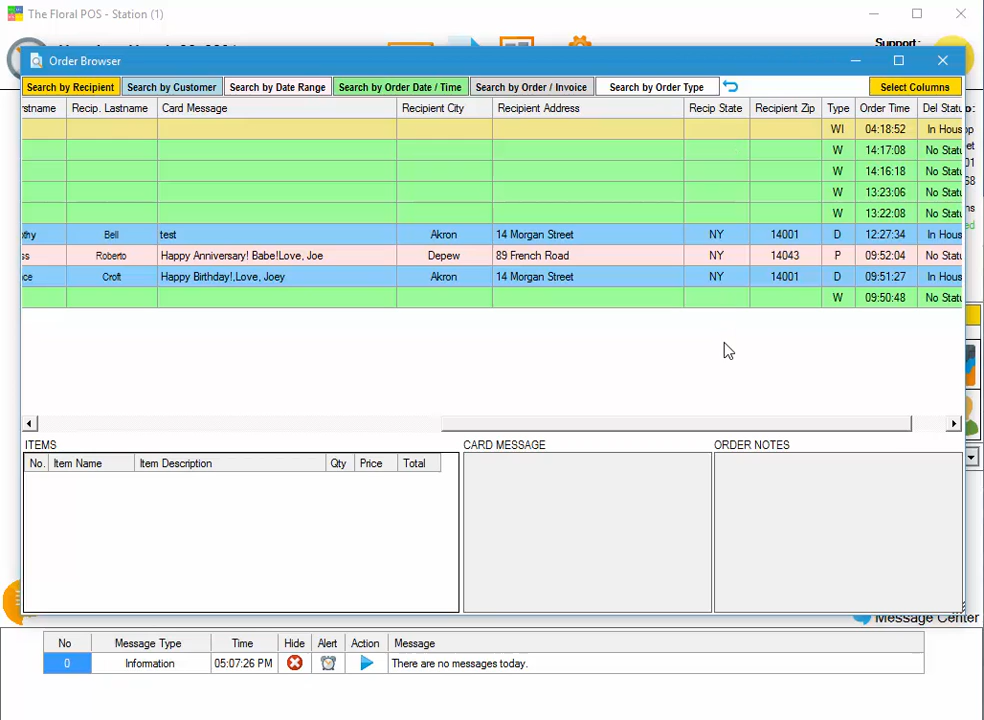 The Floral POS - Station (1)
Support:
Order Browser
Search by Recipient Search by Customer Search by Date Range Search by Order Date / Time Search by Order / Invoice Search by Order Type Select Columns
Recip. Lastname Card Message Recipient City Recipient Address Recip State Recipient Zip Type Order Time Del Statu
WI 04:18:52 In Hous
W 14:17:08 No Statu
W 14:16:18 No Statu
W 13:23:06 No Statu
W 13:22:08 No Statu
Bell test Akron 14 Morgan Street NY 14001 D 12:27:34 In Hous
Roberto Happy Anniversary! Babe!Love, Joe Depew 89 French Road NY 14043 P 09:52:04 No Statu
Croft Happy Birthday!,Love, Joey Akron 14 Morgan Street NY 14001 D 09:51:27 In Hous
W 09:50:48 No Statu
ITEMS CARD MESSAGE ORDER NOTES
No. Item Name Item Description Qty Price Total
Message Center
No Message Type Time Hide Alert Action Message
0 Information 05:07:26 PM There are no messages today.